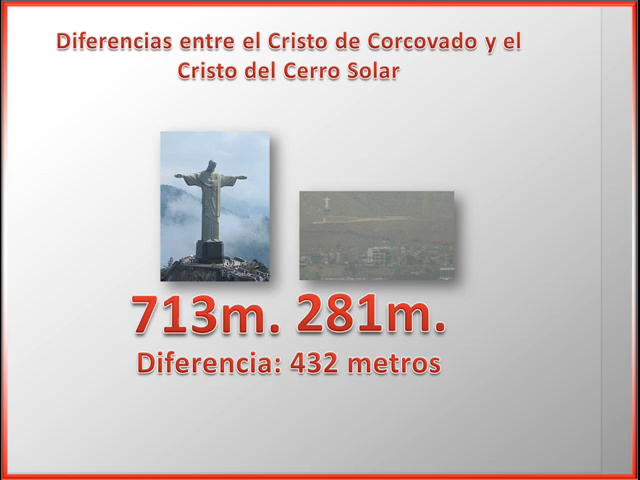 Diferencias entre el Cristo de Corcovado y el
Cristo del Cerro Solar
713m. 281m.
Diferencia: 432 metros